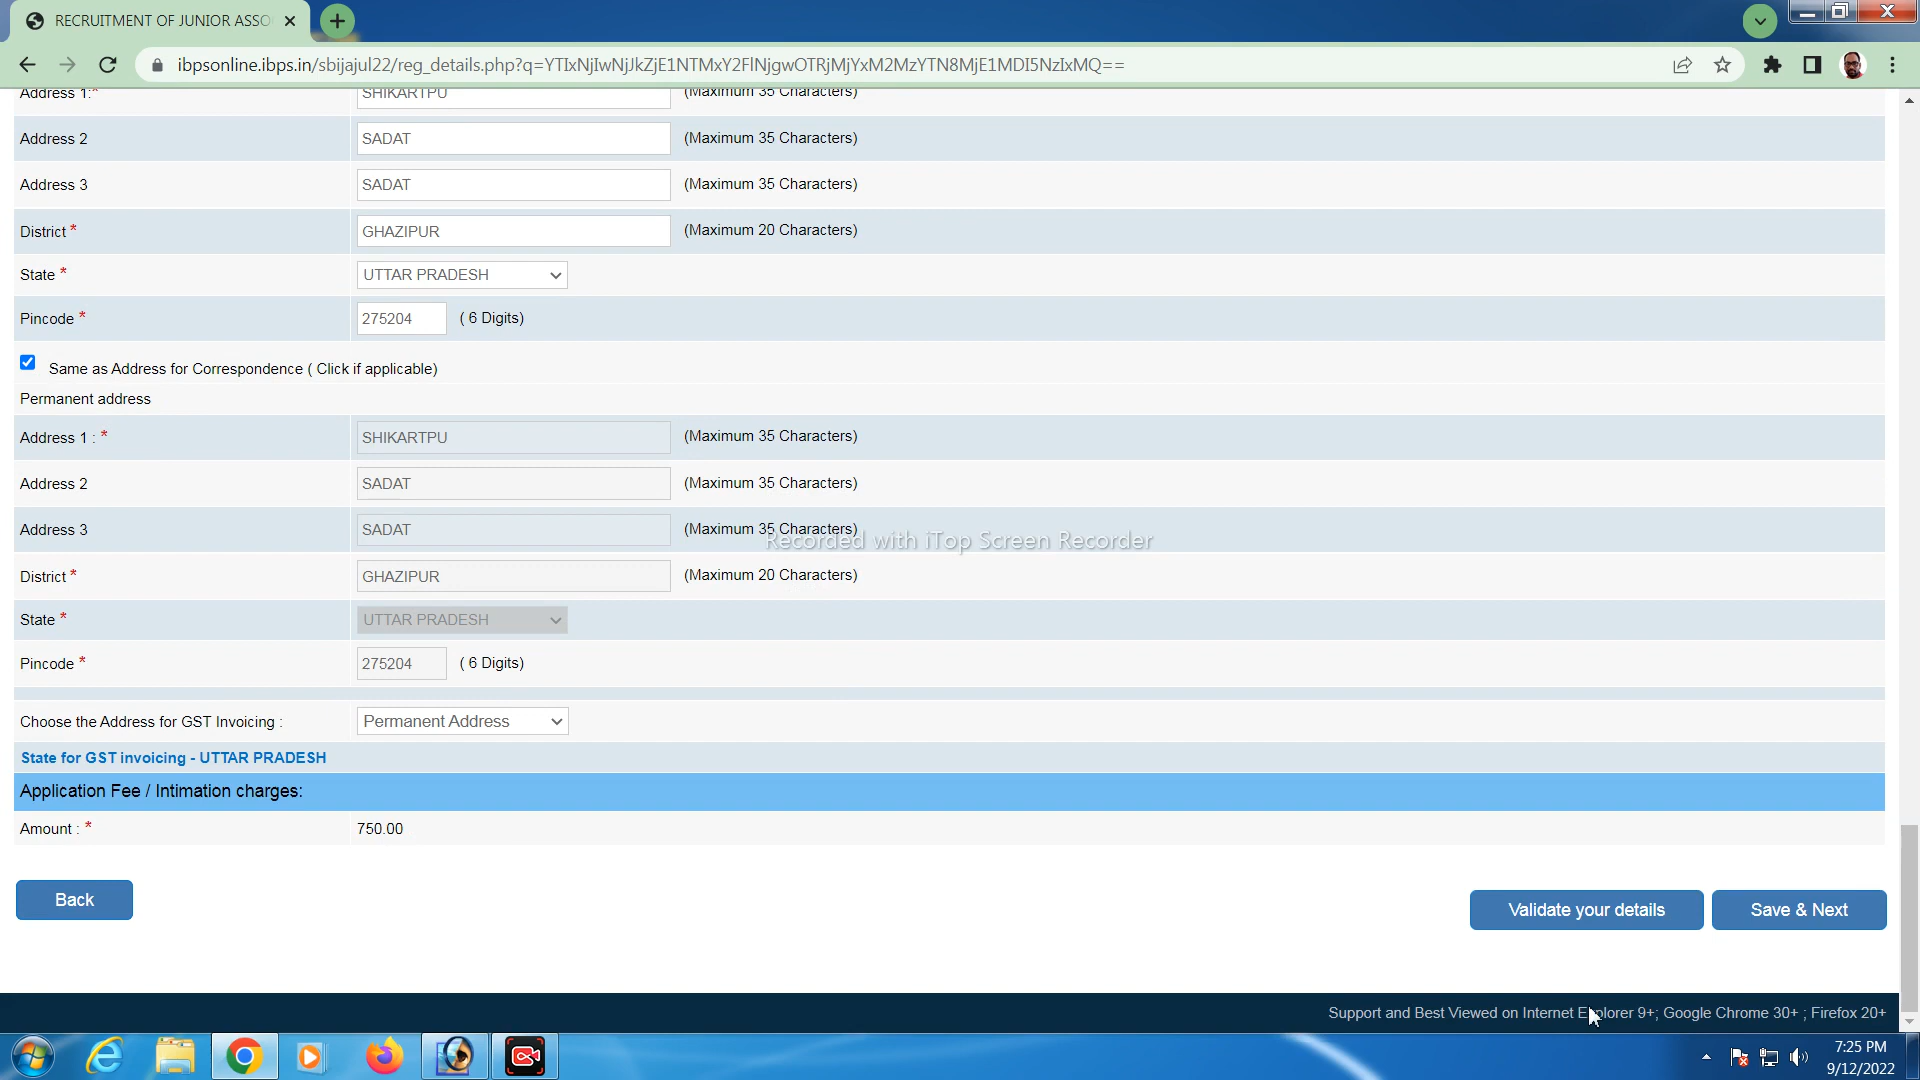 RECRUITMENT OF JUNIOR ASSO
ibpsonline.ibps.in/sbijajul22/reg_details.php?q=YTIxNjIwNjJkZjE1NTMxY2FlNjgwOTRjMjYxM2MzYTN8MjE1MDI5NzIxMQ==
Address 1:* SHIKARTPU (Maximum 35 Characters)
Address 2 SADAT (Maximum 35 Characters)
Address 3 SADAT (Maximum 35 Characters)
District * GHAZIPUR (Maximum 20 Characters)
State * UTTAR PRADESH
Pincode * 275204 ( 6 Digits)
Same as Address for Correspondence ( Click if applicable)
Permanent address
Address 1 : * SHIKARTPU (Maximum 35 Characters)
Address 2 SADAT (Maximum 35 Characters)
Address 3 SADAT (Maximum 35 Characters)
Recorded with iTop Screen Recorder
District * GHAZIPUR (Maximum 20 Characters)
State * UTTAR PRADESH
Pincode * 275204 ( 6 Digits)
Choose the Address for GST Invoicing : Permanent Address
State for GST invoicing - UTTAR PRADESH
Application Fee / Intimation charges:
Amount : * 750.00
Back
Validate your details Save & Next
Support and Best Viewed on Internet Explorer 9+; Google Chrome 30+ ; Firefox 20+
7:25 PM
9/12/2022